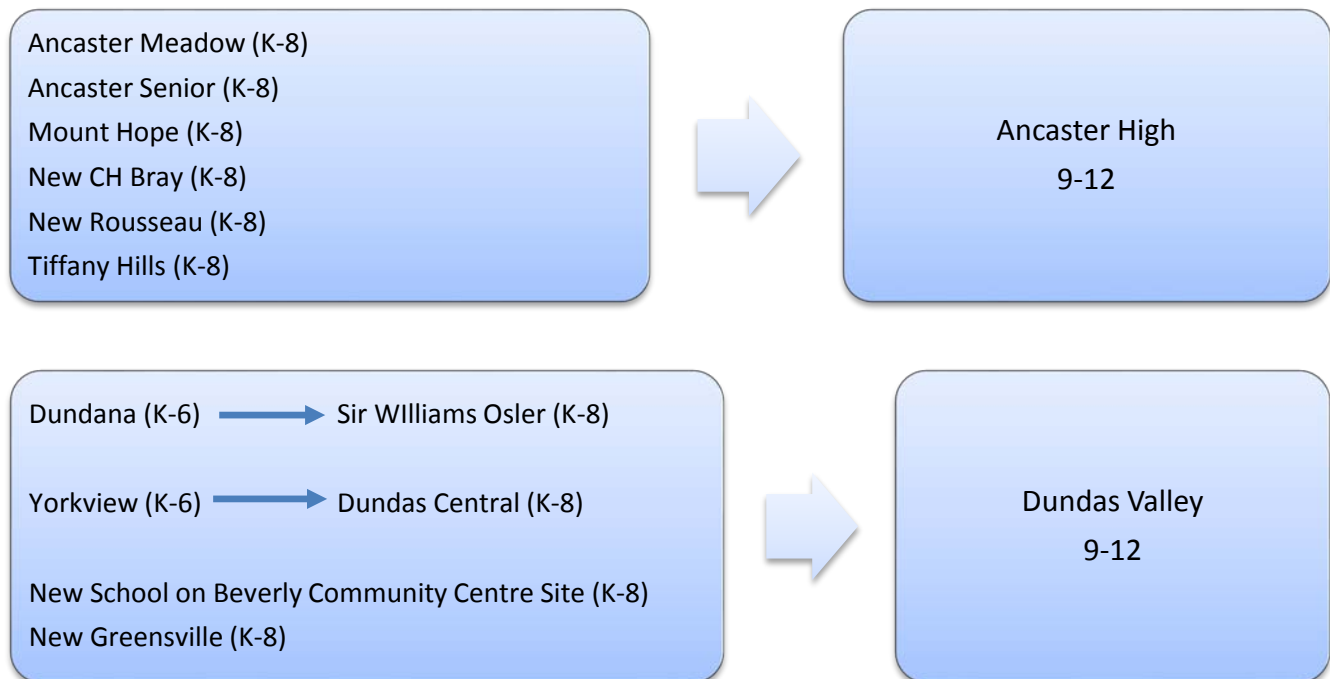 Ancaster Meadow (K-8)
Ancaster Senior (K-8)
Mount Hope (K-8)
New CH Bray (K-8)
New Rousseau (K-8)
Tiffany Hills (K-8)
Ancaster High
9-12
Dundana (K-6) Sir WIlliams Osler (K-8)
Yorkview (K-6) Dundas Central (K-8)
New School on Beverly Community Centre Site (K-8)
New Greensville (K-8)
Dundas Valley
9-12